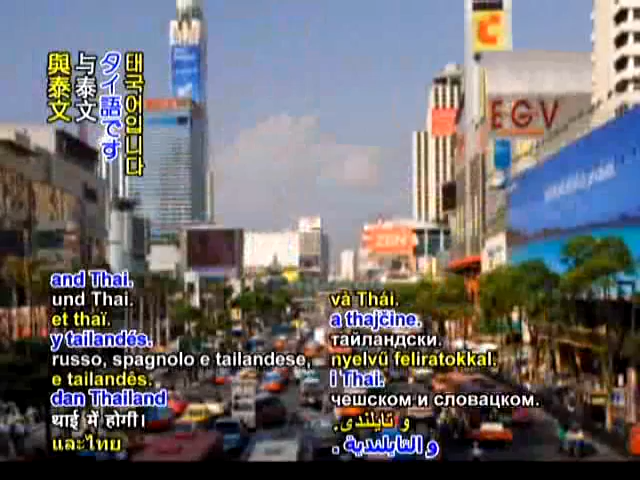 與泰文
与泰文
タイ語です
태국어입니다
EGV
ZEN
and Thai.
und Thai.
et thaï.
y tailandés.
russo, spagnolo e tailandese,
e tailandês.
dan Thailand
थाई में होगी।
และไทย
và Thái.
a thajčine.
тайландски.
nyelvű feliratokkal.
i Thai.
чешском и словацком.
و تایلندی.
و التايلندية .